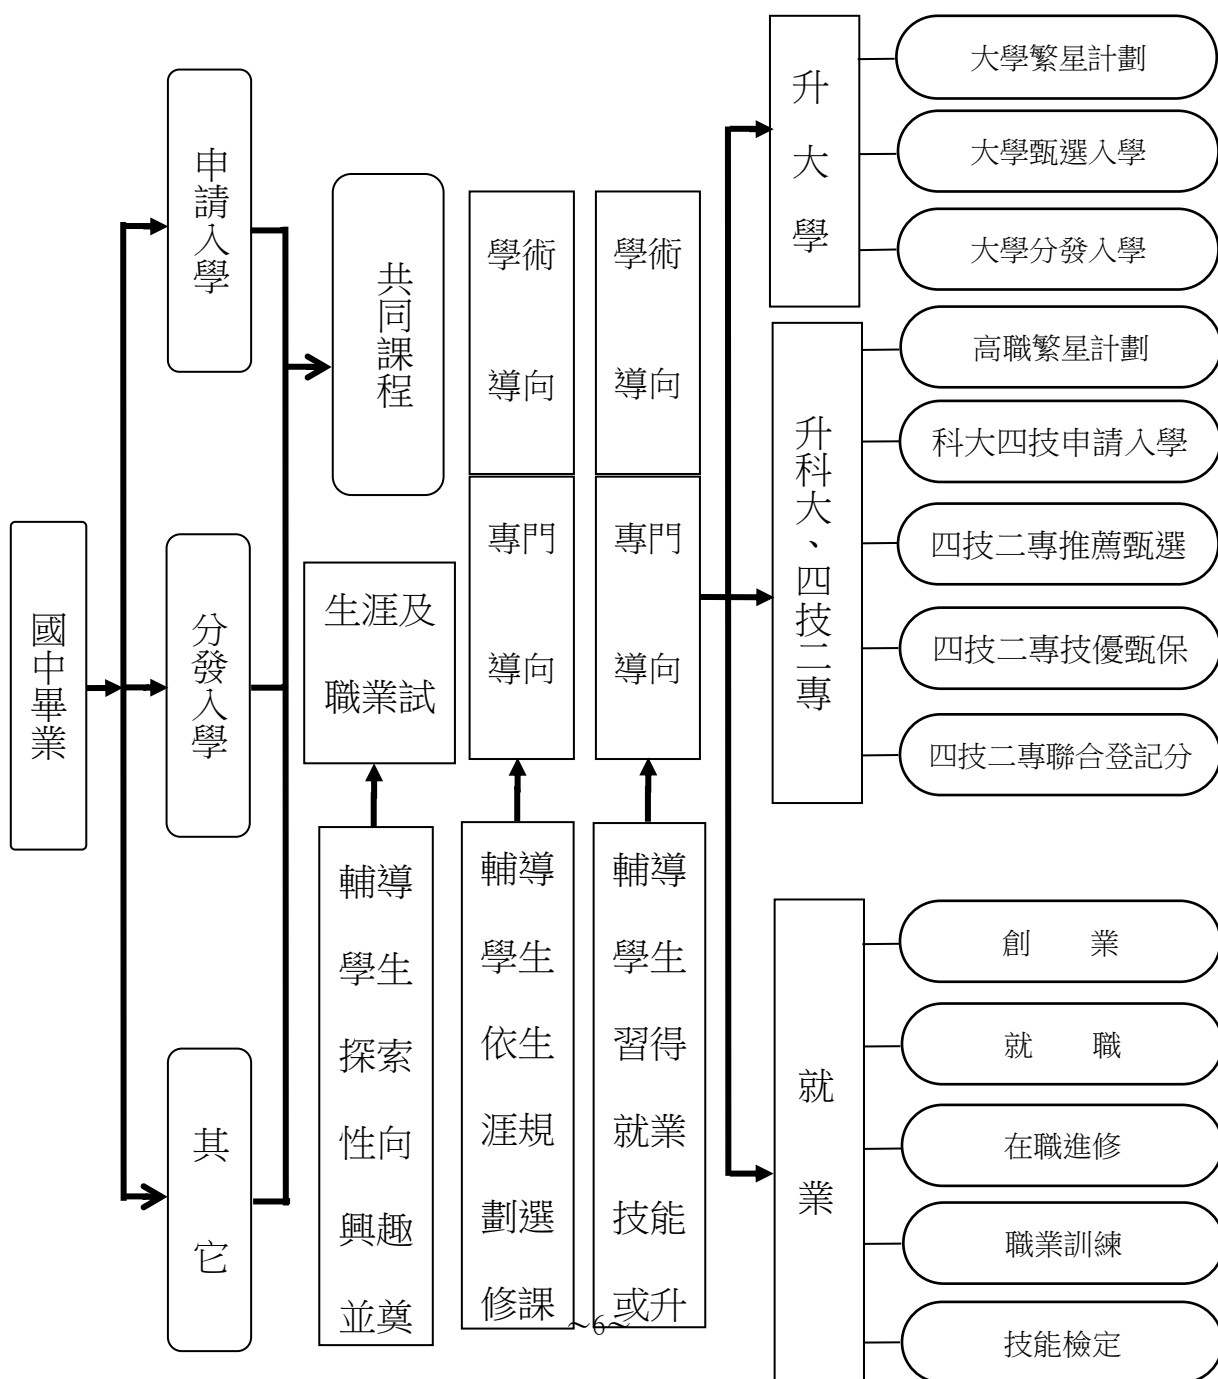 國中畢業
申請入學
分發入學
其
它
共同課程
生涯及
職業試
輔導
學生
探索
性向
興趣
並奠
學術
導向
專門
導向
輔導
學生
依生
涯規
劃選
修課
學術
導向
專門
導向
輔導
學生
習得
就業
技能
或升
升
大
學
大學繁星計劃
大學甄選入學
大學分發入學
升科大、四技二專
高職繁星計劃
科大四技申請入學
四技二專推薦甄選
四技二專技優甄保
四技二專聯合登記分
就
業
創　　業
就　　職
在職進修
職業訓練
技能檢定
~6~